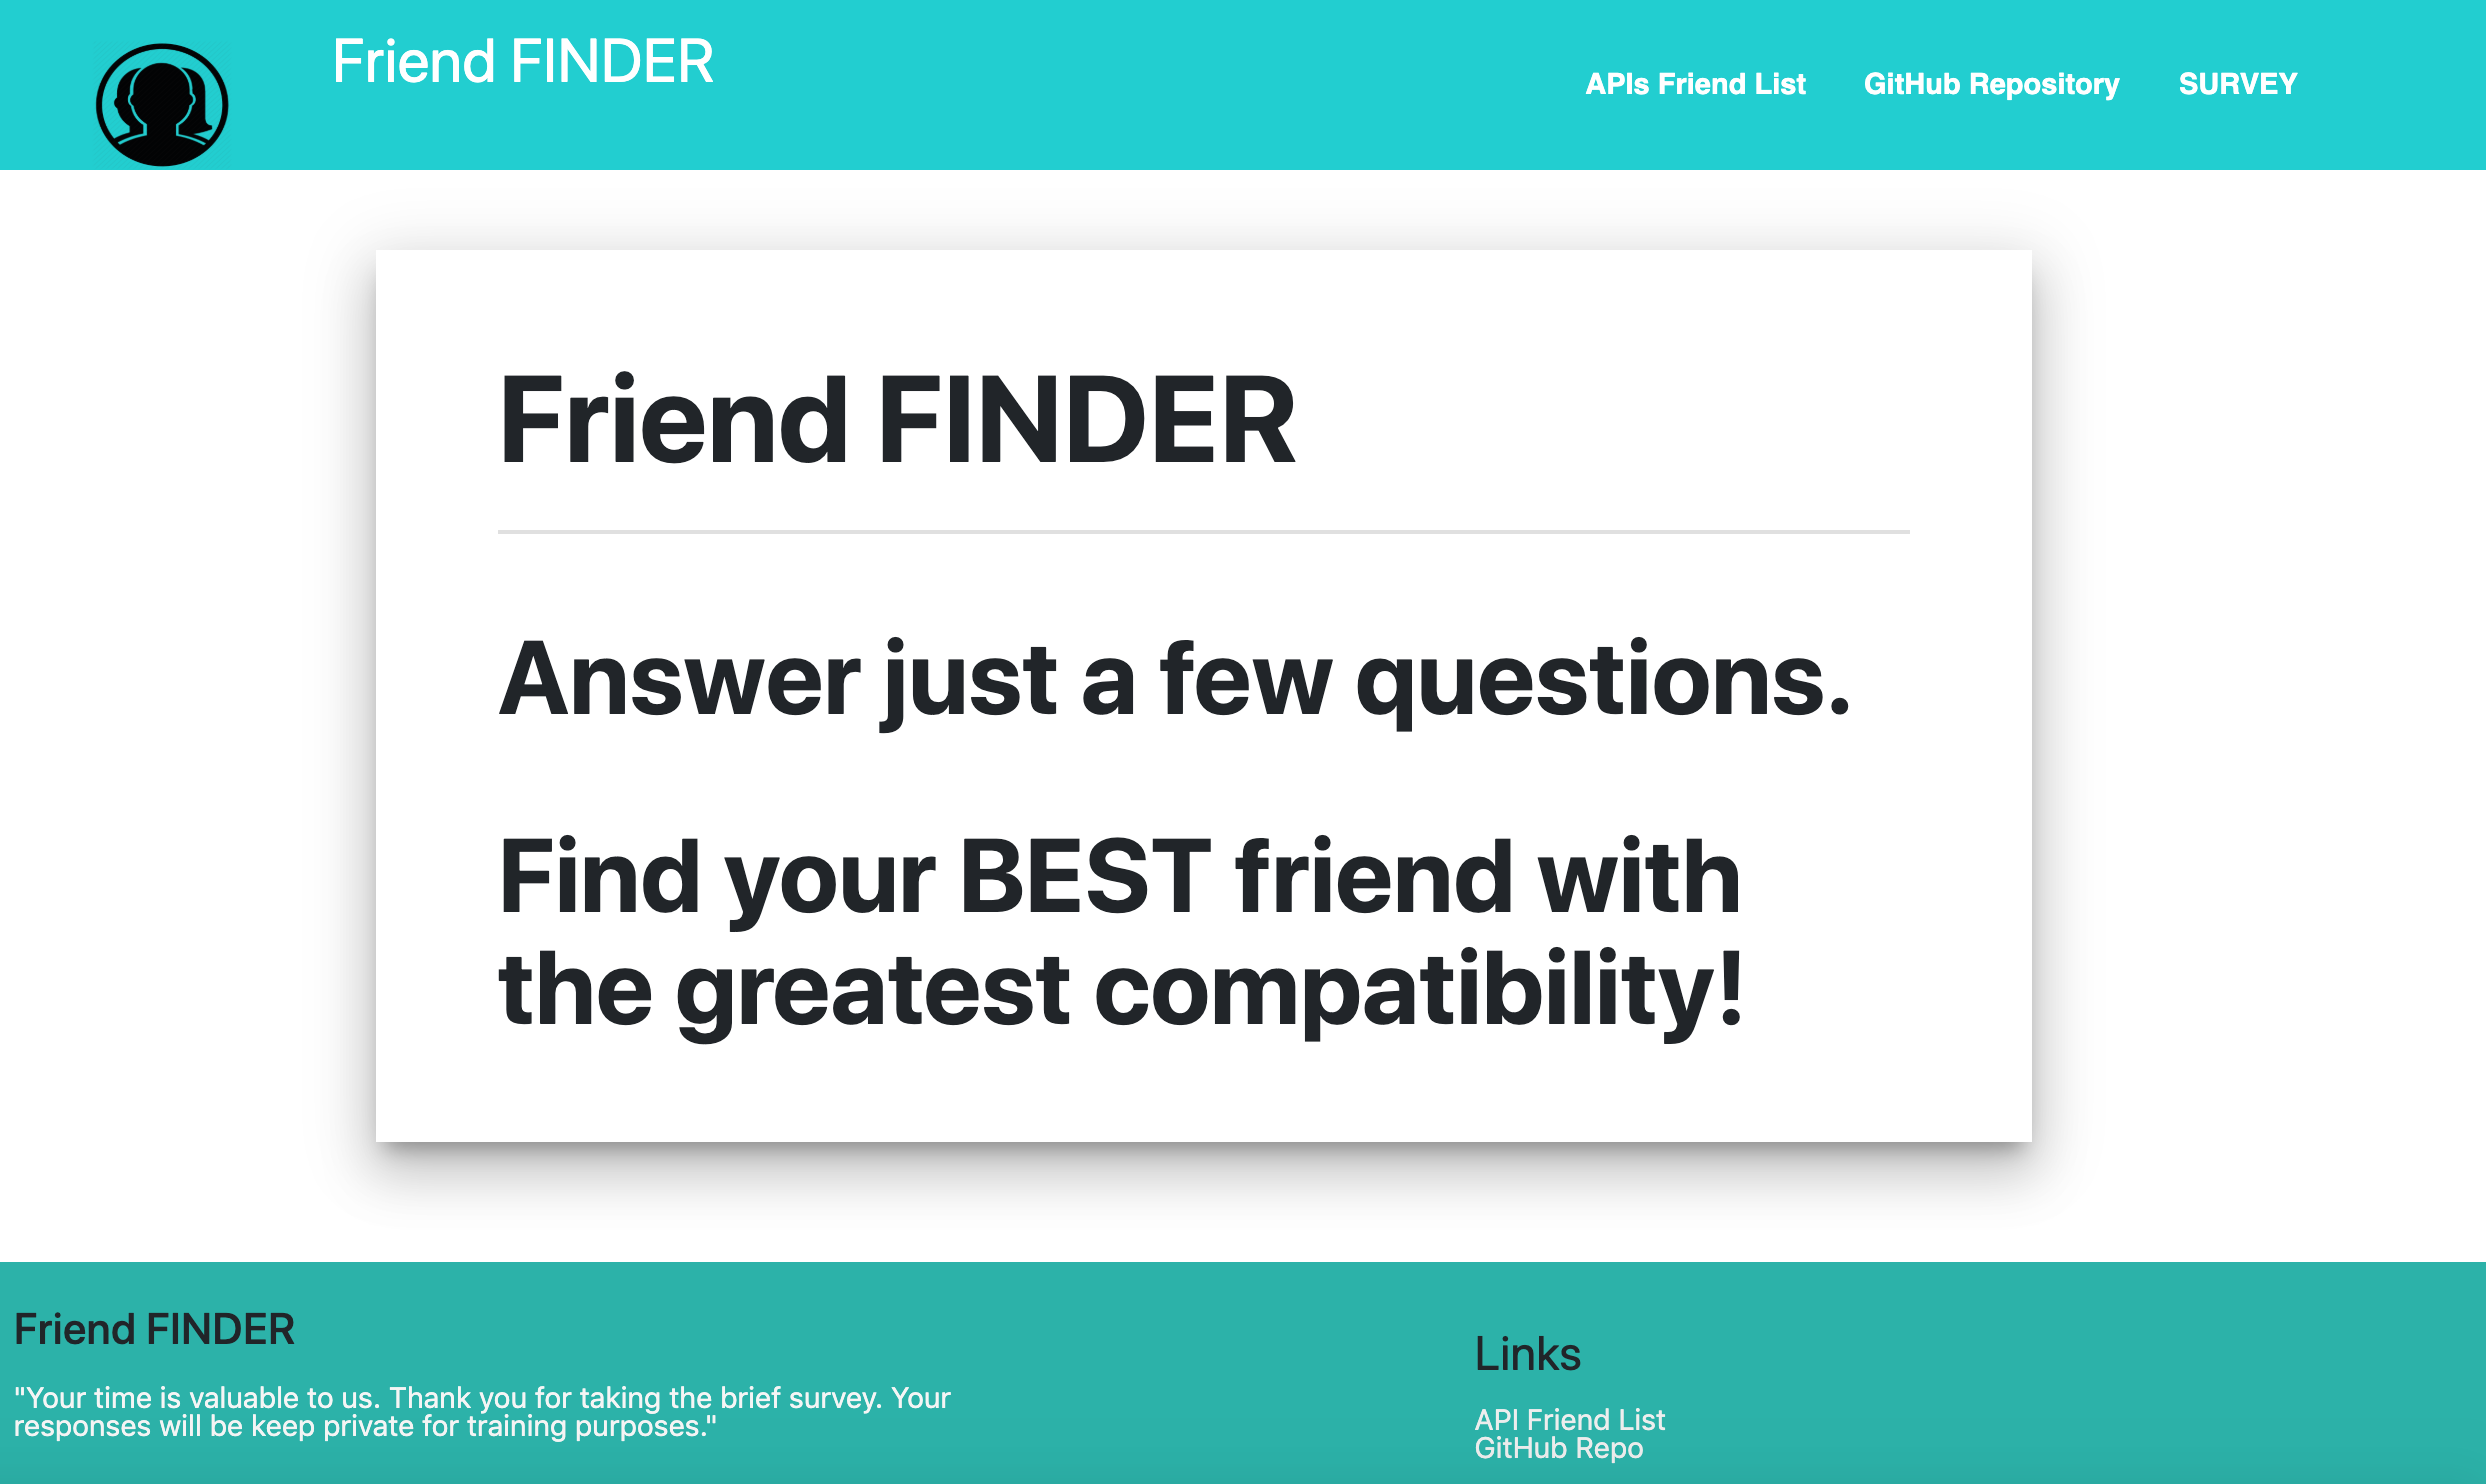 Friend FINDER
APIs Friend List
GitHub Repository
SURVEY
Friend FINDER
Answer just a few questions.
Find your BEST friend with
the greatest compatibility!
Friend FINDER
"Your time is valuable to us. Thank you for taking the brief survey. Your
responses will be keep private for training purposes."
Links
API Friend List
GitHub Repo